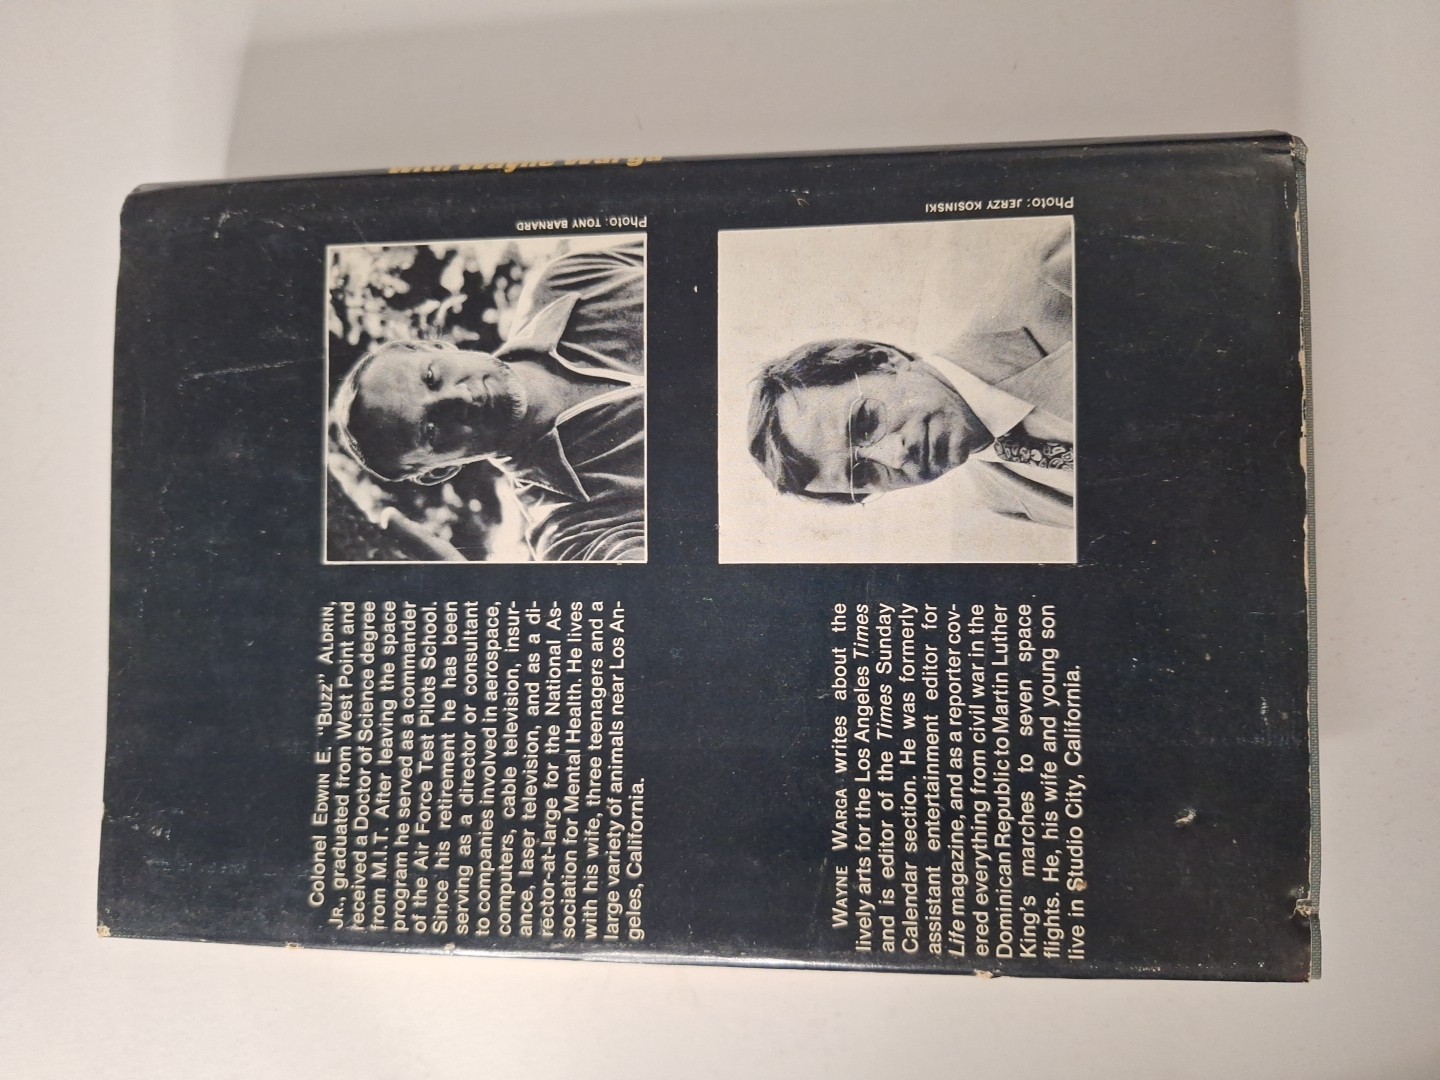 with Wayne Warga
Photo: TONY BARNARD
COLONEL EDWIN E. "BUZZ" ALDRIN,
JR., graduated from West Point and
received a Doctor of Science degree
from M.I.T. After leaving the space
program he served as a commander
of the Air Force Test Pilots School.
Since his retirement he has been
serving as a director or consultant
to companies involved in aerospace,
computers, cable television, insur-
ance, laser television, and as a di-
rector-at-large for the National As-
sociation for Mental Health. He lives
with his wife, three teenagers and a
large variety of animals near Los An-
geles, California.
Photo: JERZY KOSINSKI
WAYNE WARGA writes about the
lively arts for the Los Angeles Times
and is editor of the Times Sunday
Calendar section. He was formerly
assistant entertainment editor for
Life magazine, and as a reporter cov-
ered everything from civil war in the
Dominican Republic to Martin Luther
King's marches to seven space
flights. He, his wife and young son
live in Studio City, California.